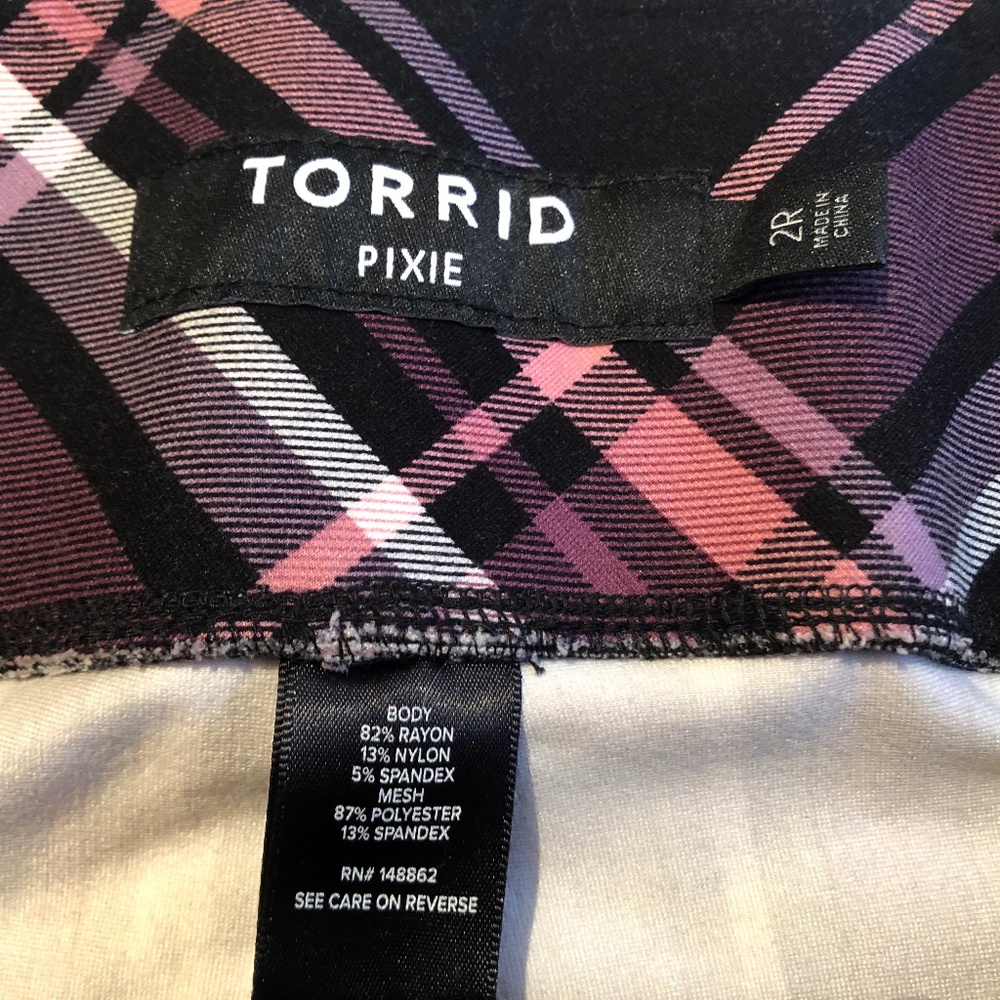 TORRID
PIXIE
2R
MADE IN
CHINA
BODY
82% RAYON
13% NYLON
5% SPANDEX
MESH
87% POLYESTER
13% SPANDEX
RN# 148862
SEE CARE ON REVERSE